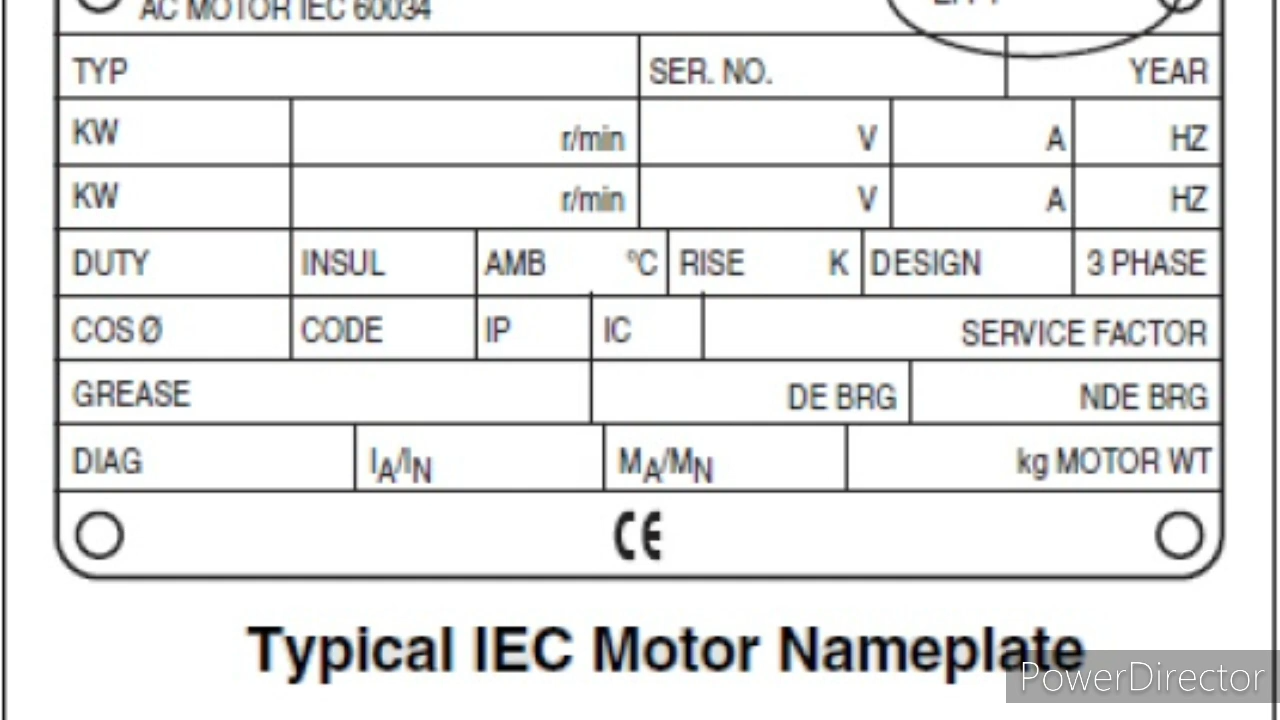 AC MOTOR IEC 60034
TYP SER. NO. YEAR
KW r/min V A HZ
KW r/min V A HZ
DUTY INSUL AMB ºC RISE K DESIGN 3 PHASE
COS Ø CODE IP IC SERVICE FACTOR
GREASE DE BRG NDE BRG
DIAG IA/IN MA/MN kg MOTOR WT
CE
Typical IEC Motor Nameplate
PowerDirector